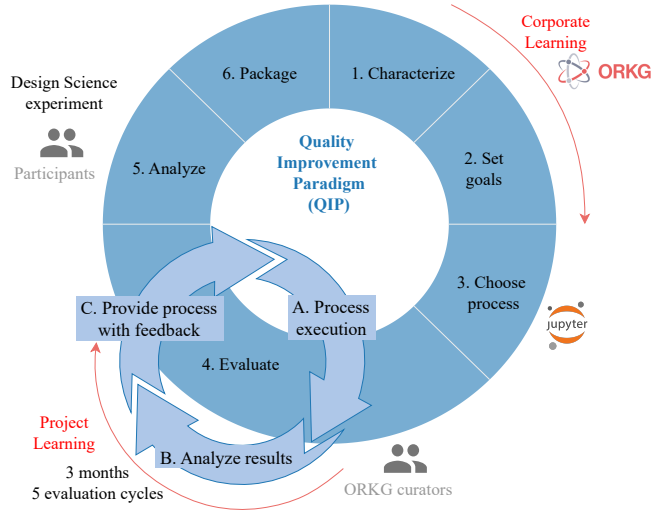 Corporate
Learning
ORKG
6. Package
1. Characterize
Design Science
experiment
Participants
Quality
Improvement
Paradigm
(QIP)
5. Analyze
2. Set
goals
3. Choose
process
jupyter
C. Provide process
with feedback
A. Process
execution
4. Evaluate
Project
Learning
3 months
5 evaluation cycles
B. Analyze results
ORKG curators